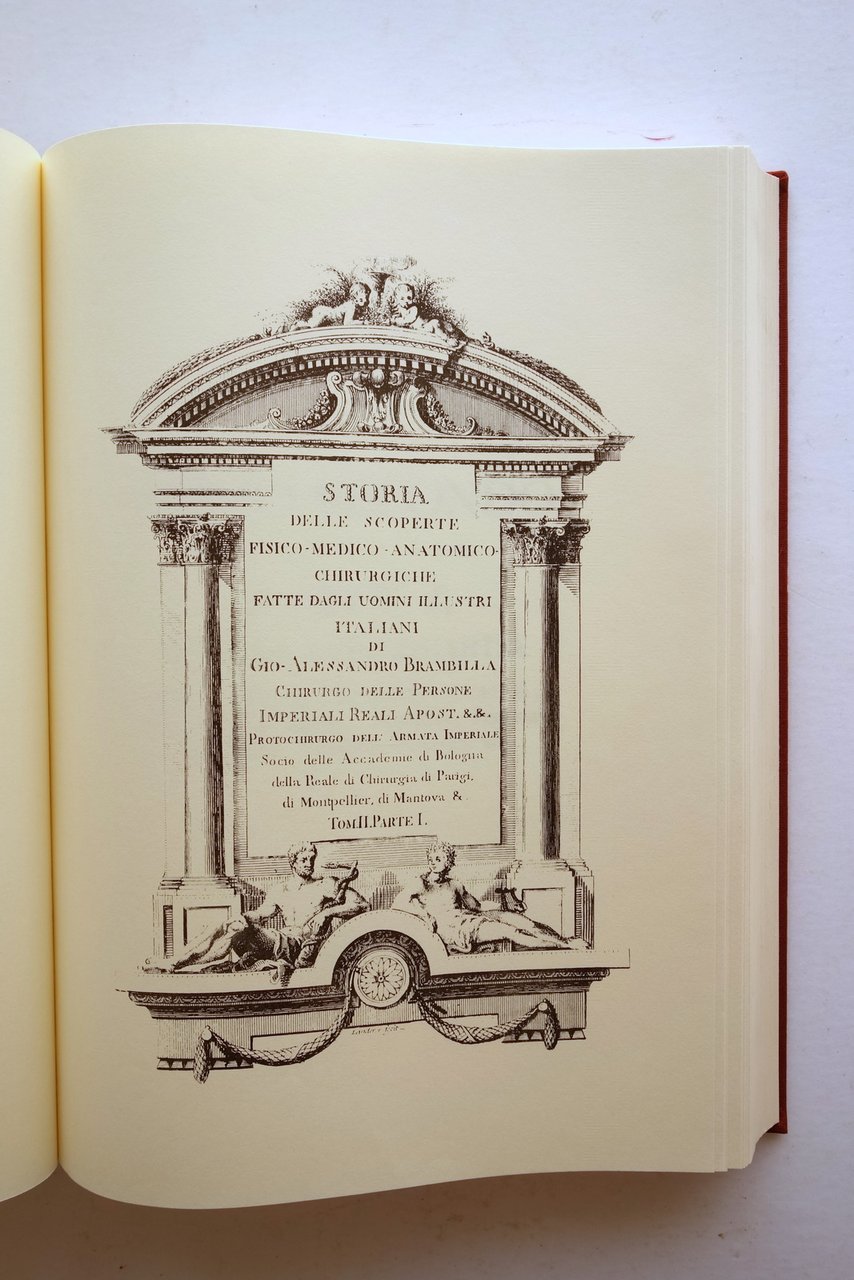 STORIA
DELLE SCOPERTE
FISICO-MEDICO-ANATOMICO-
CHIRURGICHE
FATTE DAGLI UOMINI ILLUSTRI
ITALIANI
DI
GIO-ALESSANDRO BRAMBILLA
CHIRURGO DELLE PERSONE
IMPERIALI REALI APOST. &.&.
PROTOCHIRURGO DELL' ARMATA IMPERIALE
Socio delle Accademie di Bologna
della Reale di Chirurgia di Parigi,
di Montpellier, di Mantova &.
TOM.II.PARTE I.